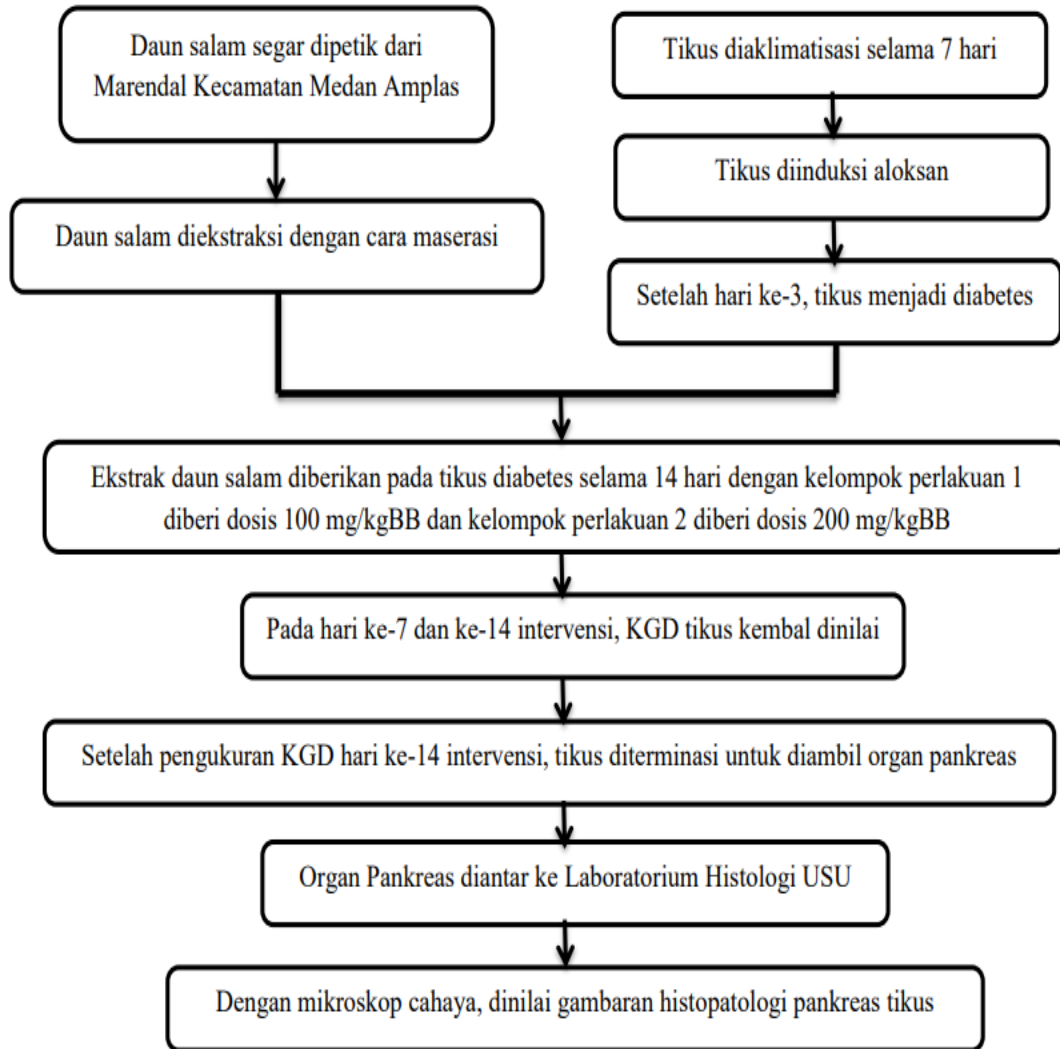 Daun salam segar dipetik dari
Marendal Kecamatan Medan Amplas
Daun salam diekstraksi dengan cara maserasi
Tikus diaklimatisasi selama 7 hari
Tikus diinduksi aloksan
Setelah hari ke-3, tikus menjadi diabetes
Ekstrak daun salam diberikan pada tikus diabetes selama 14 hari dengan kelompok perlakuan 1
diberi dosis 100 mg/kgBB dan kelompok perlakuan 2 diberi dosis 200 mg/kgBB
Pada hari ke-7 dan ke-14 intervensi, KGD tikus kembal dinilai
Setelah pengukuran KGD hari ke-14 intervensi, tikus diterminasi untuk diambil organ pankreas
Organ Pankreas diantar ke Laboratorium Histologi USU
Dengan mikroskop cahaya, dinilai gambaran histopatologi pankreas tikus